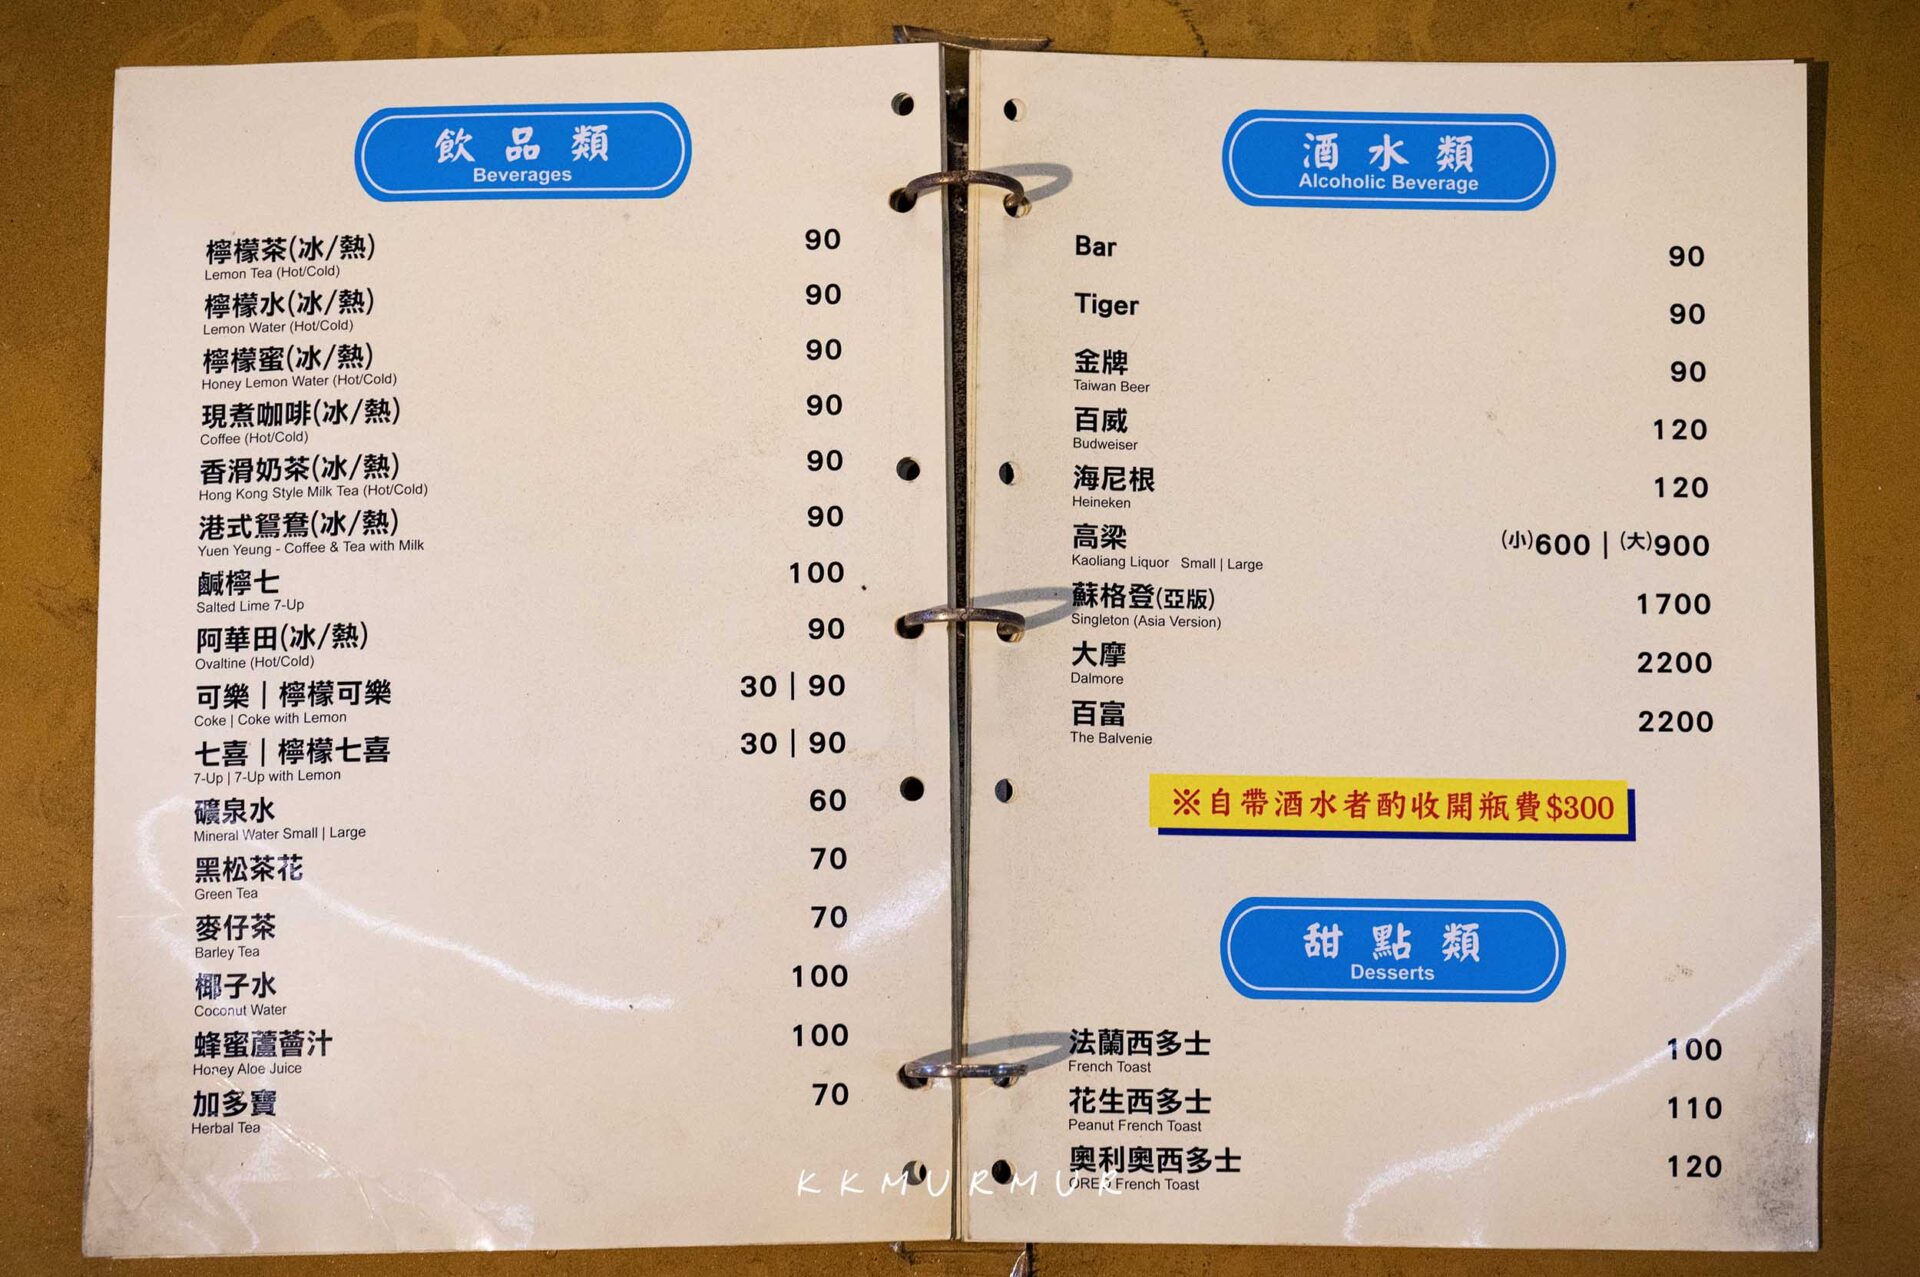 飲品類
Beverages
檸檬茶(冰/熱) 90
Lemon Tea (Hot/Cold)
檸檬水(冰/熱) 90
Lemon Water (Hot/Cold)
檸檬蜜(冰/熱) 90
Honey Lemon Water (Hot/Cold)
現煮咖啡(冰/熱) 90
Coffee (Hot/Cold)
香滑奶茶(冰/熱) 90
Hong Kong Style Milk Tea (Hot/Cold)
港式鴛鴦(冰/熱) 90
Yuen Yeung - Coffee & Tea with Milk
鹹檸七 100
Salted Lime 7-Up
阿華田(冰/熱) 90
Ovaltine (Hot/Cold)
可樂｜檸檬可樂 30｜90
Coke | Coke with Lemon
七喜｜檸檬七喜 30｜90
7-Up | 7-Up with Lemon
礦泉水 60
Mineral Water Small | Large
黑松茶花 70
Green Tea
麥仔茶 70
Barley Tea
椰子水 100
Coconut Water
蜂蜜蘆薈汁 100
Honey Aloe Juice
加多寶 70
Herbal Tea
酒水類
Alcoholic Beverage
Bar 90
Tiger 90
金牌 90
Taiwan Beer
百威 120
Budweiser
海尼根 120
Heineken
高梁 (小)600｜(大)900
Kaoliang Liquor Small | Large
蘇格登(亞版) 1700
Singleton (Asia Version)
大摩 2200
Dalmore
百富 2200
The Balvenie
※自帶酒水者酌收開瓶費$300
甜點類
Desserts
法蘭西多士 100
French Toast
花生西多士 110
Peanut French Toast
奧利奧西多士 120
OREO French Toast
KKMURMUR